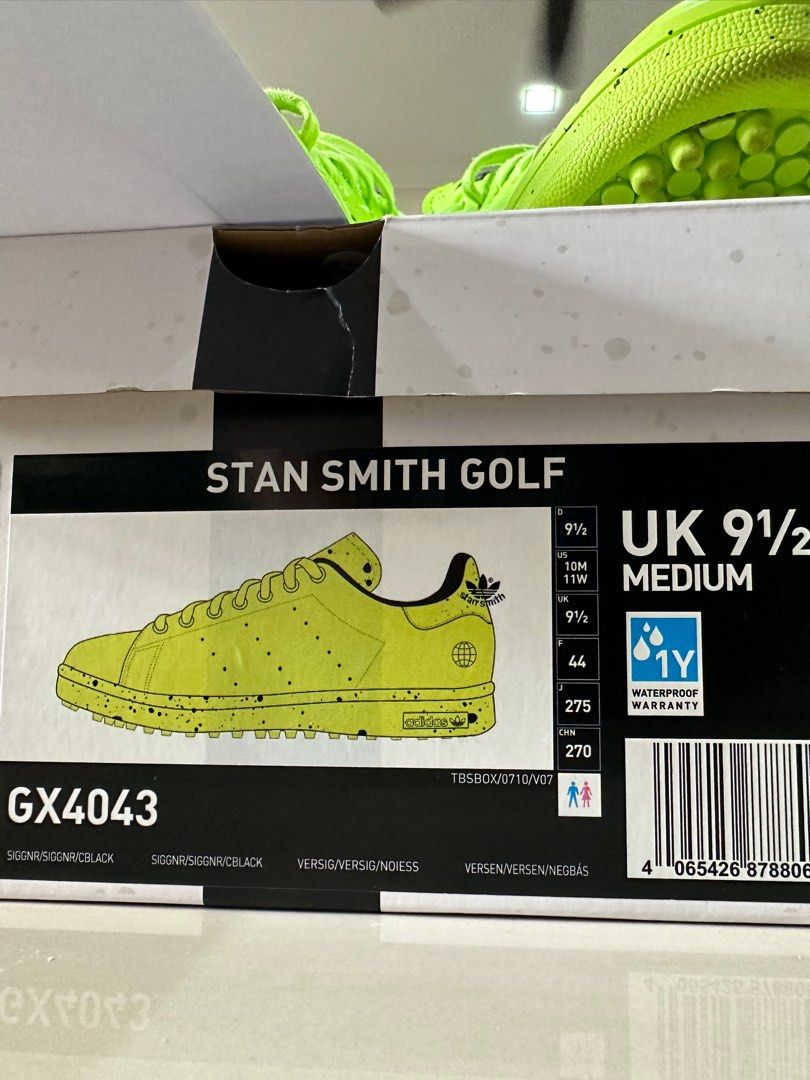 STAN SMITH GOLF
stan smith
adidas
D
9½
US
10M
11W
UK
9½
F
44
J
275
CHN
270
UK 9½
MEDIUM
1Y
WATERPROOF
WARRANTY
TBSBOX/0710/V07
GX4043
SIGGNR/SIGGNR/CBLACK SIGGNR/SIGGNR/CBLACK VERSIG/VERSIG/NOIESS VERSEN/VERSEN/NEGBÁS
4 065426 878806